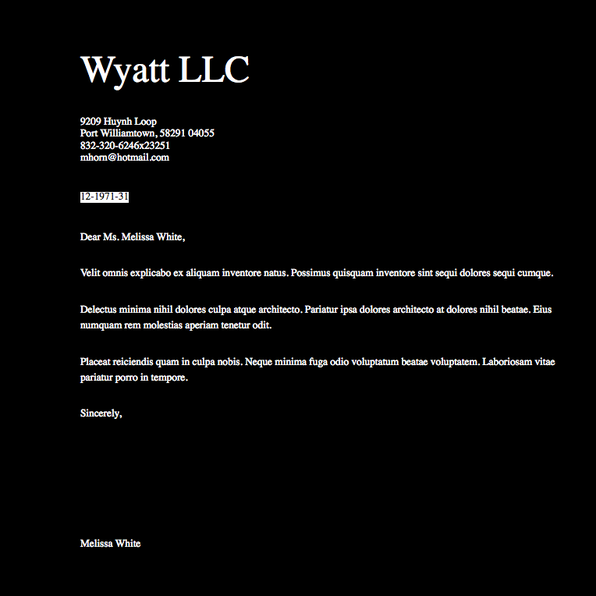 Wyatt LLC
9209 Huynh Loop
Port Williamtown, 58291 04055
832-320-6246x23251
mhorn@hotmail.com
12-1971-31
Dear Ms. Melissa White,
Velit omnis explicabo ex aliquam inventore natus. Possimus quisquam inventore sint sequi dolores sequi cumque.
Delectus minima nihil dolores culpa atque architecto. Pariatur ipsa dolores architecto at dolores nihil beatae. Eius
numquam rem molestias aperiam tenetur odit.
Placeat reiciendis quam in culpa nobis. Neque minima fuga odio voluptatum beatae voluptatem. Laboriosam vitae
pariatur porro in tempore.
Sincerely,
Melissa White